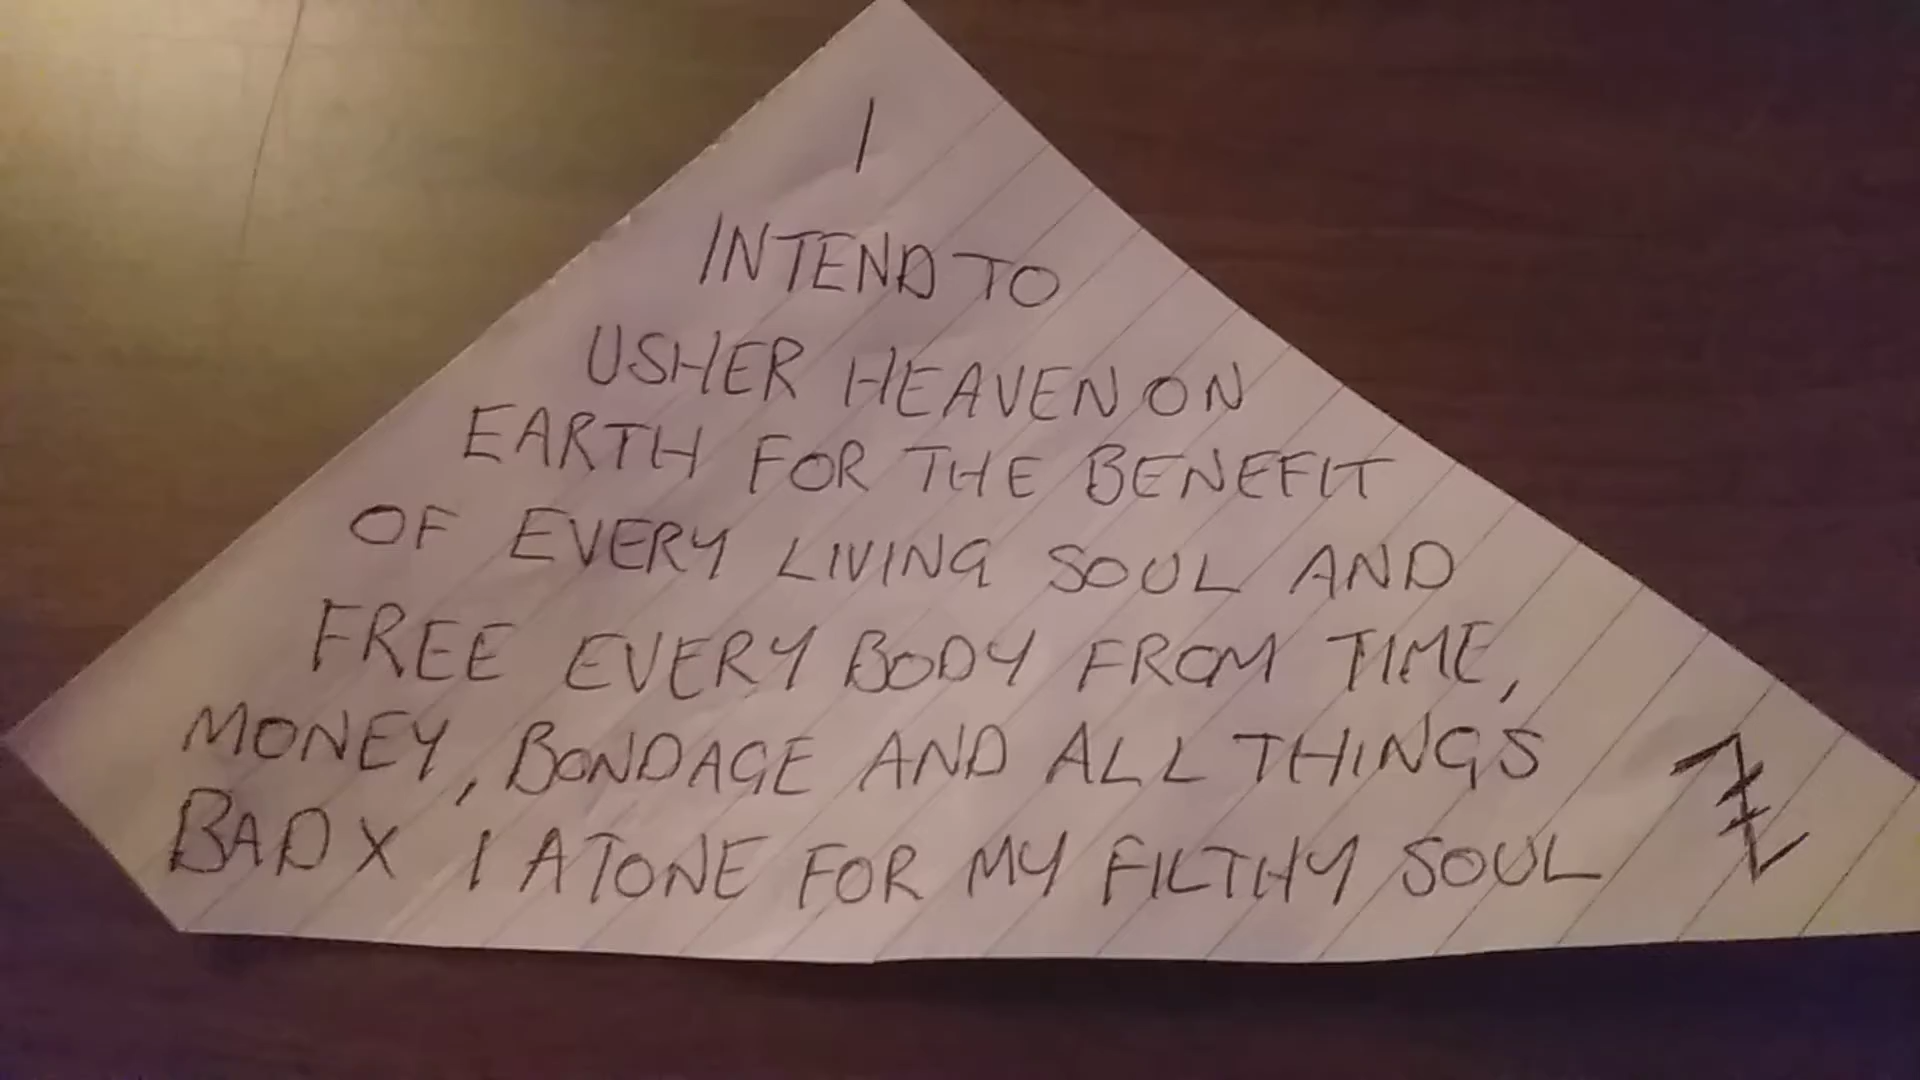 I
INTEND TO
USHER HEAVEN ON
EARTH FOR THE BENEFIT
OF EVERY LIVING SOUL AND
FREE EVERY BODY FROM TIME,
MONEY, BONDAGE AND ALL THINGS
BAD X I ATONE FOR MY FILTHY SOUL